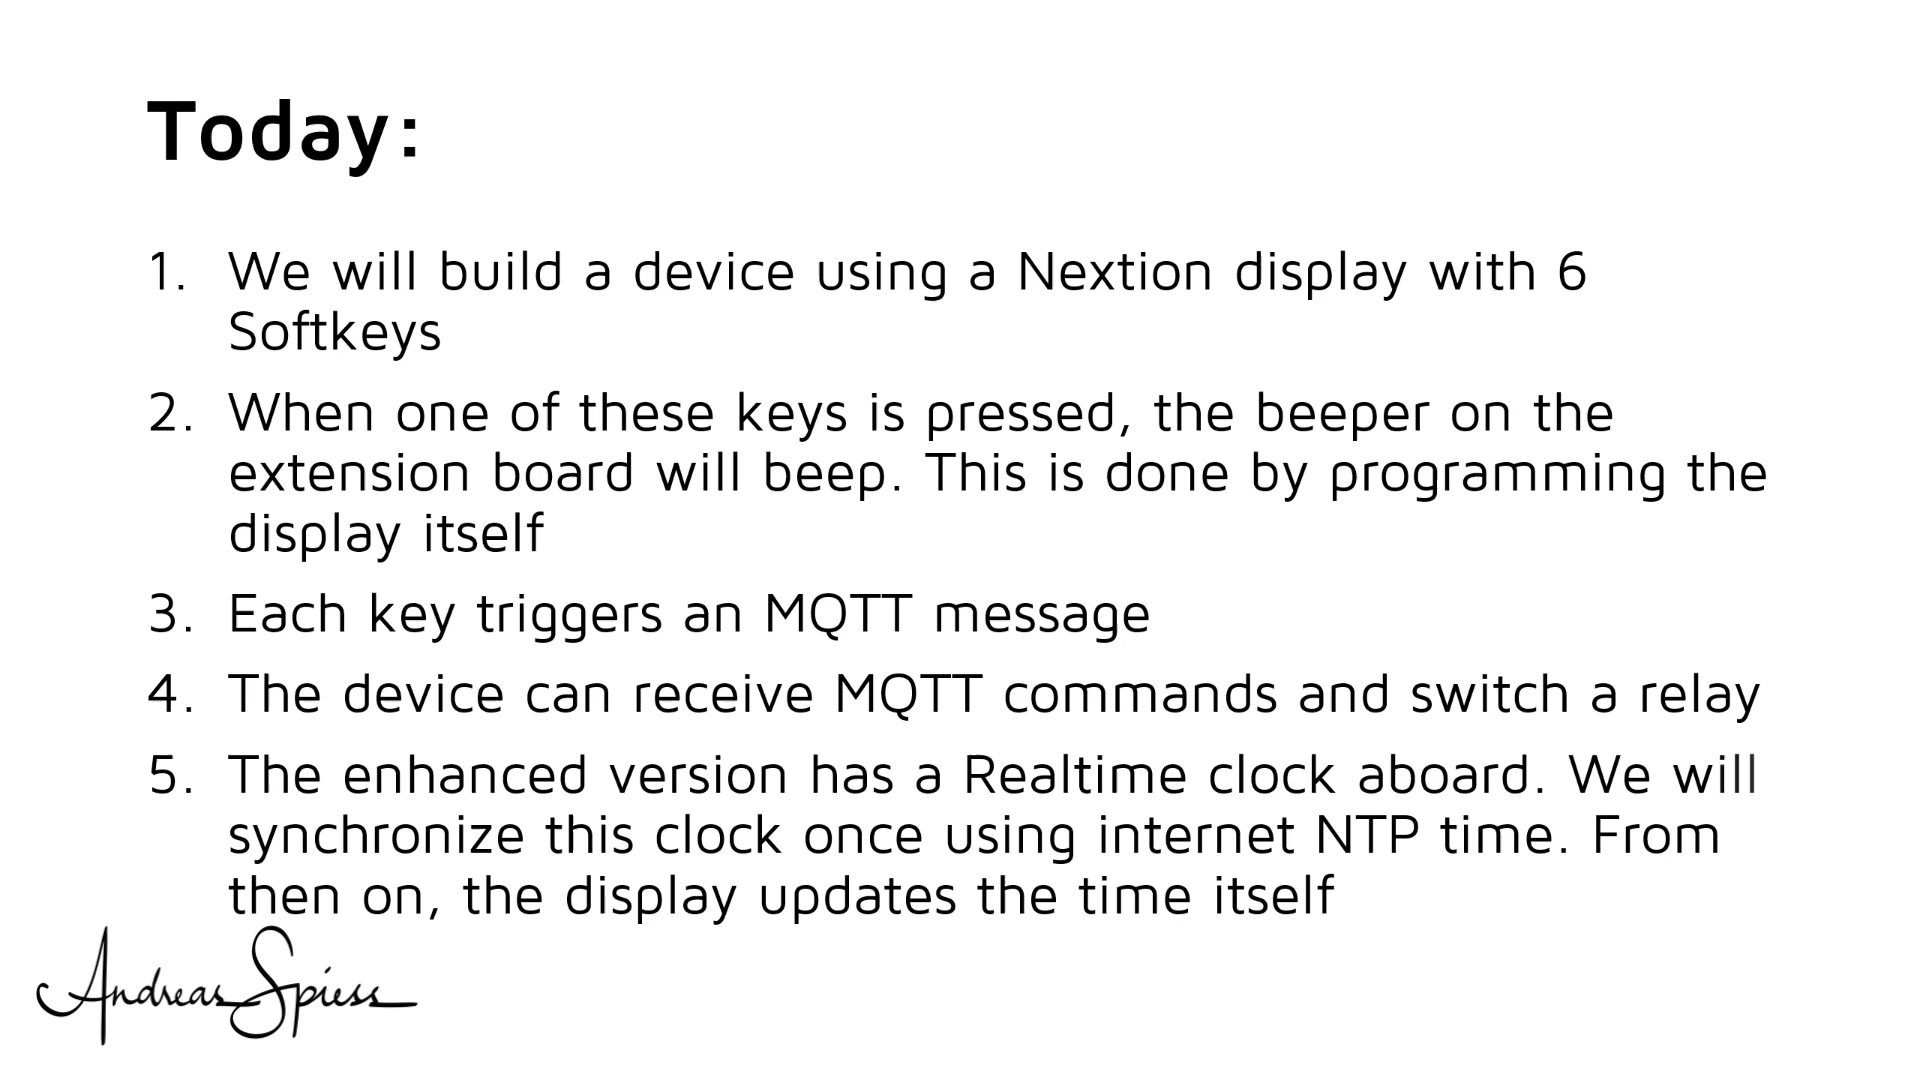 Today:
1. We will build a device using a Nextion display with 6
Softkeys
2. When one of these keys is pressed, the beeper on the
extension board will beep. This is done by programming the
display itself
3. Each key triggers an MQTT message
4. The device can receive MQTT commands and switch a relay
5. The enhanced version has a Realtime clock aboard. We will
synchronize this clock once using internet NTP time. From
then on, the display updates the time itself
Andreas Spiess